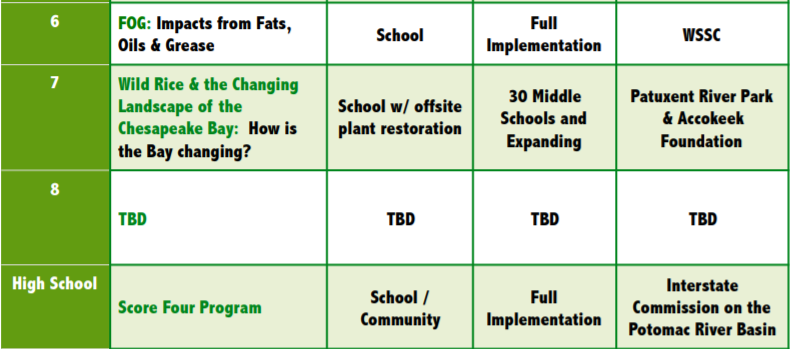 6
FOG: Impacts from Fats,
Oils & Grease
School
Full
Implementation
WSSC
7
Wild Rice & the Changing
Landscape of the
Chesapeake Bay: How is
the Bay changing?
School w/ offsite
plant restoration
30 Middle
Schools and
Expanding
Patuxent River Park
& Accokeek
Foundation
8
TBD
TBD
TBD
TBD
High School
Score Four Program
School /
Community
Full
Implementation
Interstate
Commission on the
Potomac River Basin